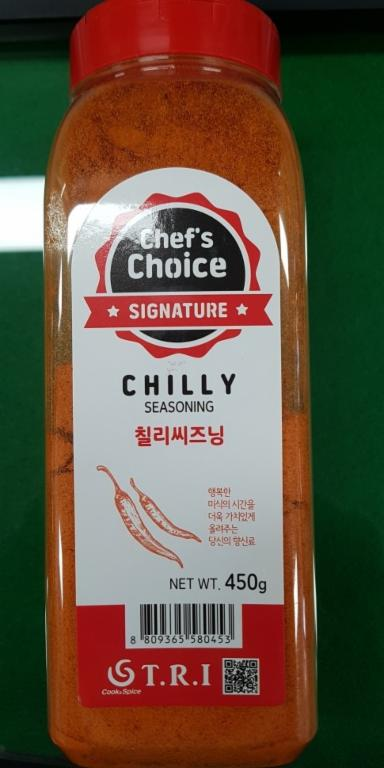 Chef's
Choice
SIGNATURE
CHILLY
SEASONING
칠리씨즈닝
행복한
미식의 시간을
더욱 가치있게
올려주는
당신의 향신료
NET WT. 450g
8 809365 580453
T.R.I
Cook&Spice